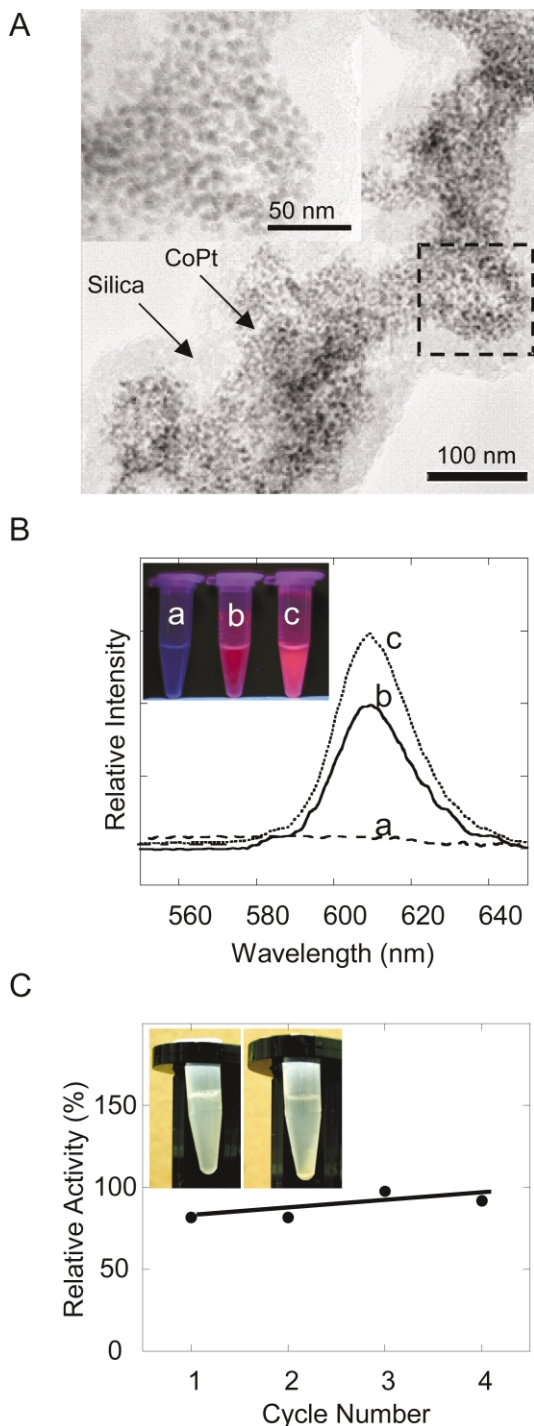 A
50 nm
CoPt
Silica
100 nm
B
a b c
c
b
a
Relative Intensity
560 580 600 620 640
Wavelength (nm)
C
150
100
50
0
Relative Activity (%)
1 2 3 4
Cycle Number